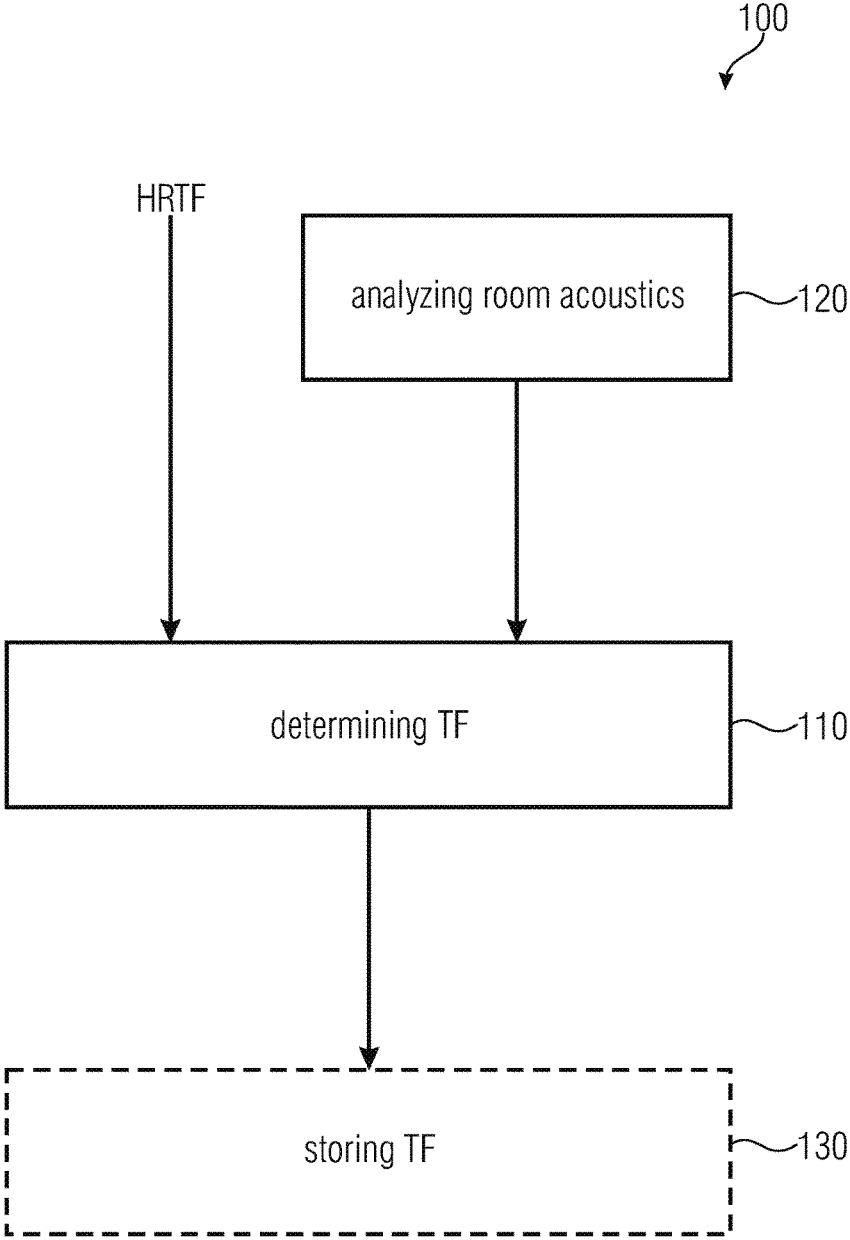 100
HRTF
analyzing room acoustics
120
determining TF
110
storing TF
130